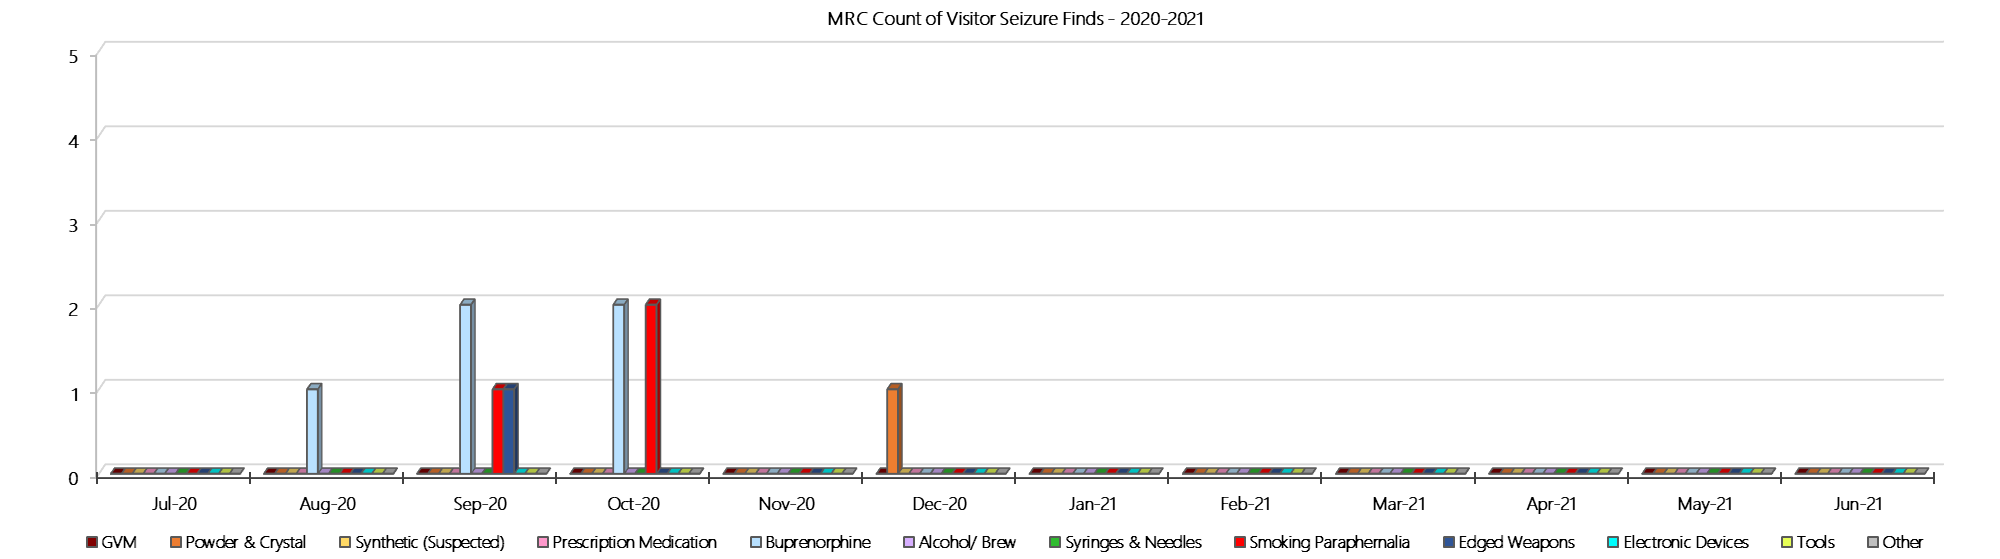 MRC Count of Visitor Seizure Finds - 2020-2021
5
4
3
2
1
0
Jul-20 Aug-20 Sep-20 Oct-20 Nov-20 Dec-20 Jan-21 Feb-21 Mar-21 Apr-21 May-21 Jun-21
GVM Powder & Crystal Synthetic (Suspected) Prescription Medication Buprenorphine Alcohol/ Brew Syringes & Needles Smoking Paraphernalia Edged Weapons Electronic Devices Tools Other